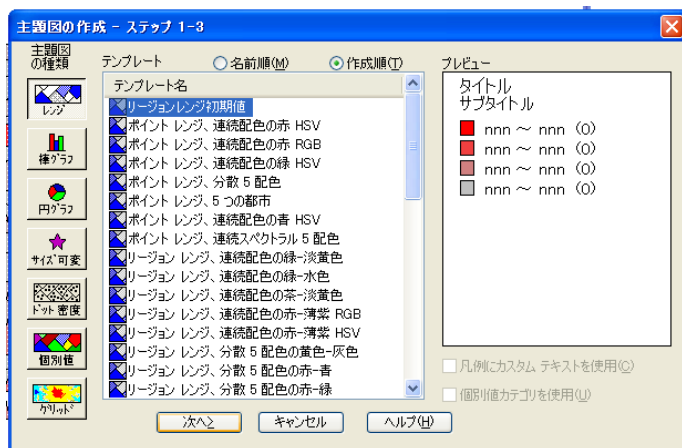 主題図の作成 - ステップ 1-3
主題図
の種類
テンプレート
名前順(M)
作成順(T)
プレビュー
レンジ
棒グラフ
円グラフ
サイズ可変
ドット密度
個別値
グリッド
テンプレート名
リージョンレンジ初期値
ポイント レンジ、連続配色の赤 HSV
ポイント レンジ、連続配色の赤 RGB
ポイント レンジ、連続配色の緑 HSV
ポイント レンジ、分散 5 配色
ポイント レンジ、5 つの都市
ポイント レンジ、連続配色の青 HSV
ポイント レンジ、連続スペクトラル 5 配色
リージョン レンジ、連続配色の緑-淡黄色
リージョン レンジ、連続配色の緑-水色
リージョン レンジ、連続配色の茶-淡黄色
リージョン レンジ、連続配色の赤-薄紫 RGB
リージョン レンジ、連続配色の赤-薄紫 HSV
リージョン レンジ、分散 5 配色の黄色-灰色
リージョン レンジ、分散 5 配色の赤-青
リージョン レンジ、分散 5 配色の赤-緑
タイトル
サブタイトル
nnn ～ nnn (0)
nnn ～ nnn (0)
nnn ～ nnn (0)
nnn ～ nnn (0)
凡例にカスタム テキストを使用(C)
個別値カテゴリを使用(U)
次へ>
キャンセル
ヘルプ(H)